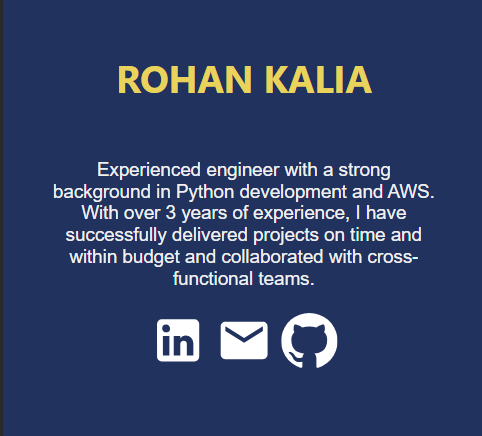 ROHAN KALIA
Experienced engineer with a strong
background in Python development and AWS.
With over 3 years of experience, I have
successfully delivered projects on time and
within budget and collaborated with cross-
functional teams.
in